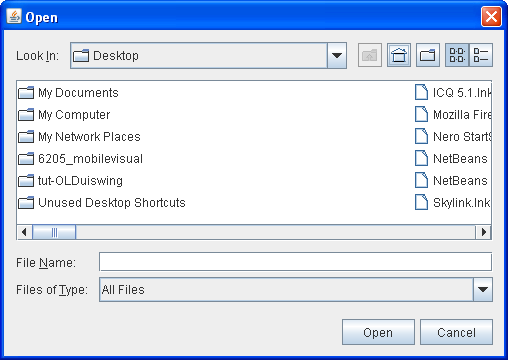 Open
Look In: Desktop
My Documents
My Computer
My Network Places
6205_mobilevisual
tut-OLDuiswing
Unused Desktop Shortcuts
ICQ 5.1.lnk
Mozilla Fire
Nero StartS
NetBeans
NetBeans
Skylink.lnk
File Name:
Files of Type: All Files
Open Cancel